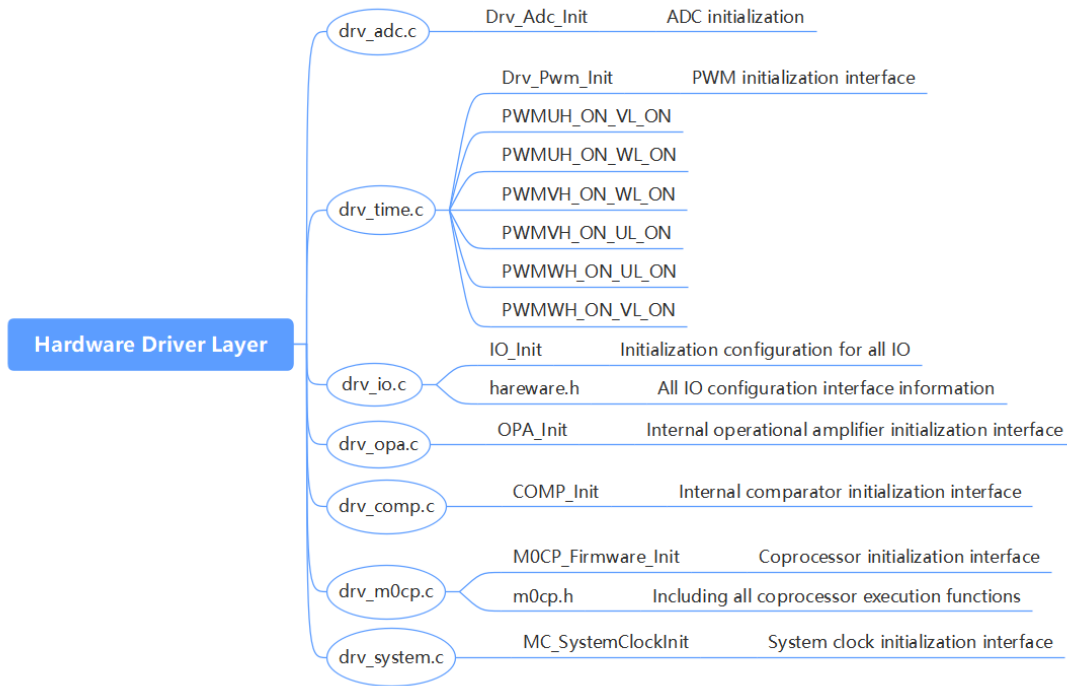 drv_adc.c
Drv_Adc_Init ADC initialization
drv_time.c
Drv_Pwm_Init PWM initialization interface
PWMUH_ON_VL_ON
PWMUH_ON_WL_ON
PWMVH_ON_WL_ON
PWMVH_ON_UL_ON
PWMWH_ON_UL_ON
PWMWH_ON_VL_ON
Hardware Driver Layer
drv_io.c
IO_Init Initialization configuration for all IO
hareware.h All IO configuration interface information
drv_opa.c
OPA_Init Internal operational amplifier initialization interface
drv_comp.c
COMP_Init Internal comparator initialization interface
drv_m0cp.c
M0CP_Firmware_Init Coprocessor initialization interface
m0cp.h Including all coprocessor execution functions
drv_system.c
MC_SystemClockInit System clock initialization interface